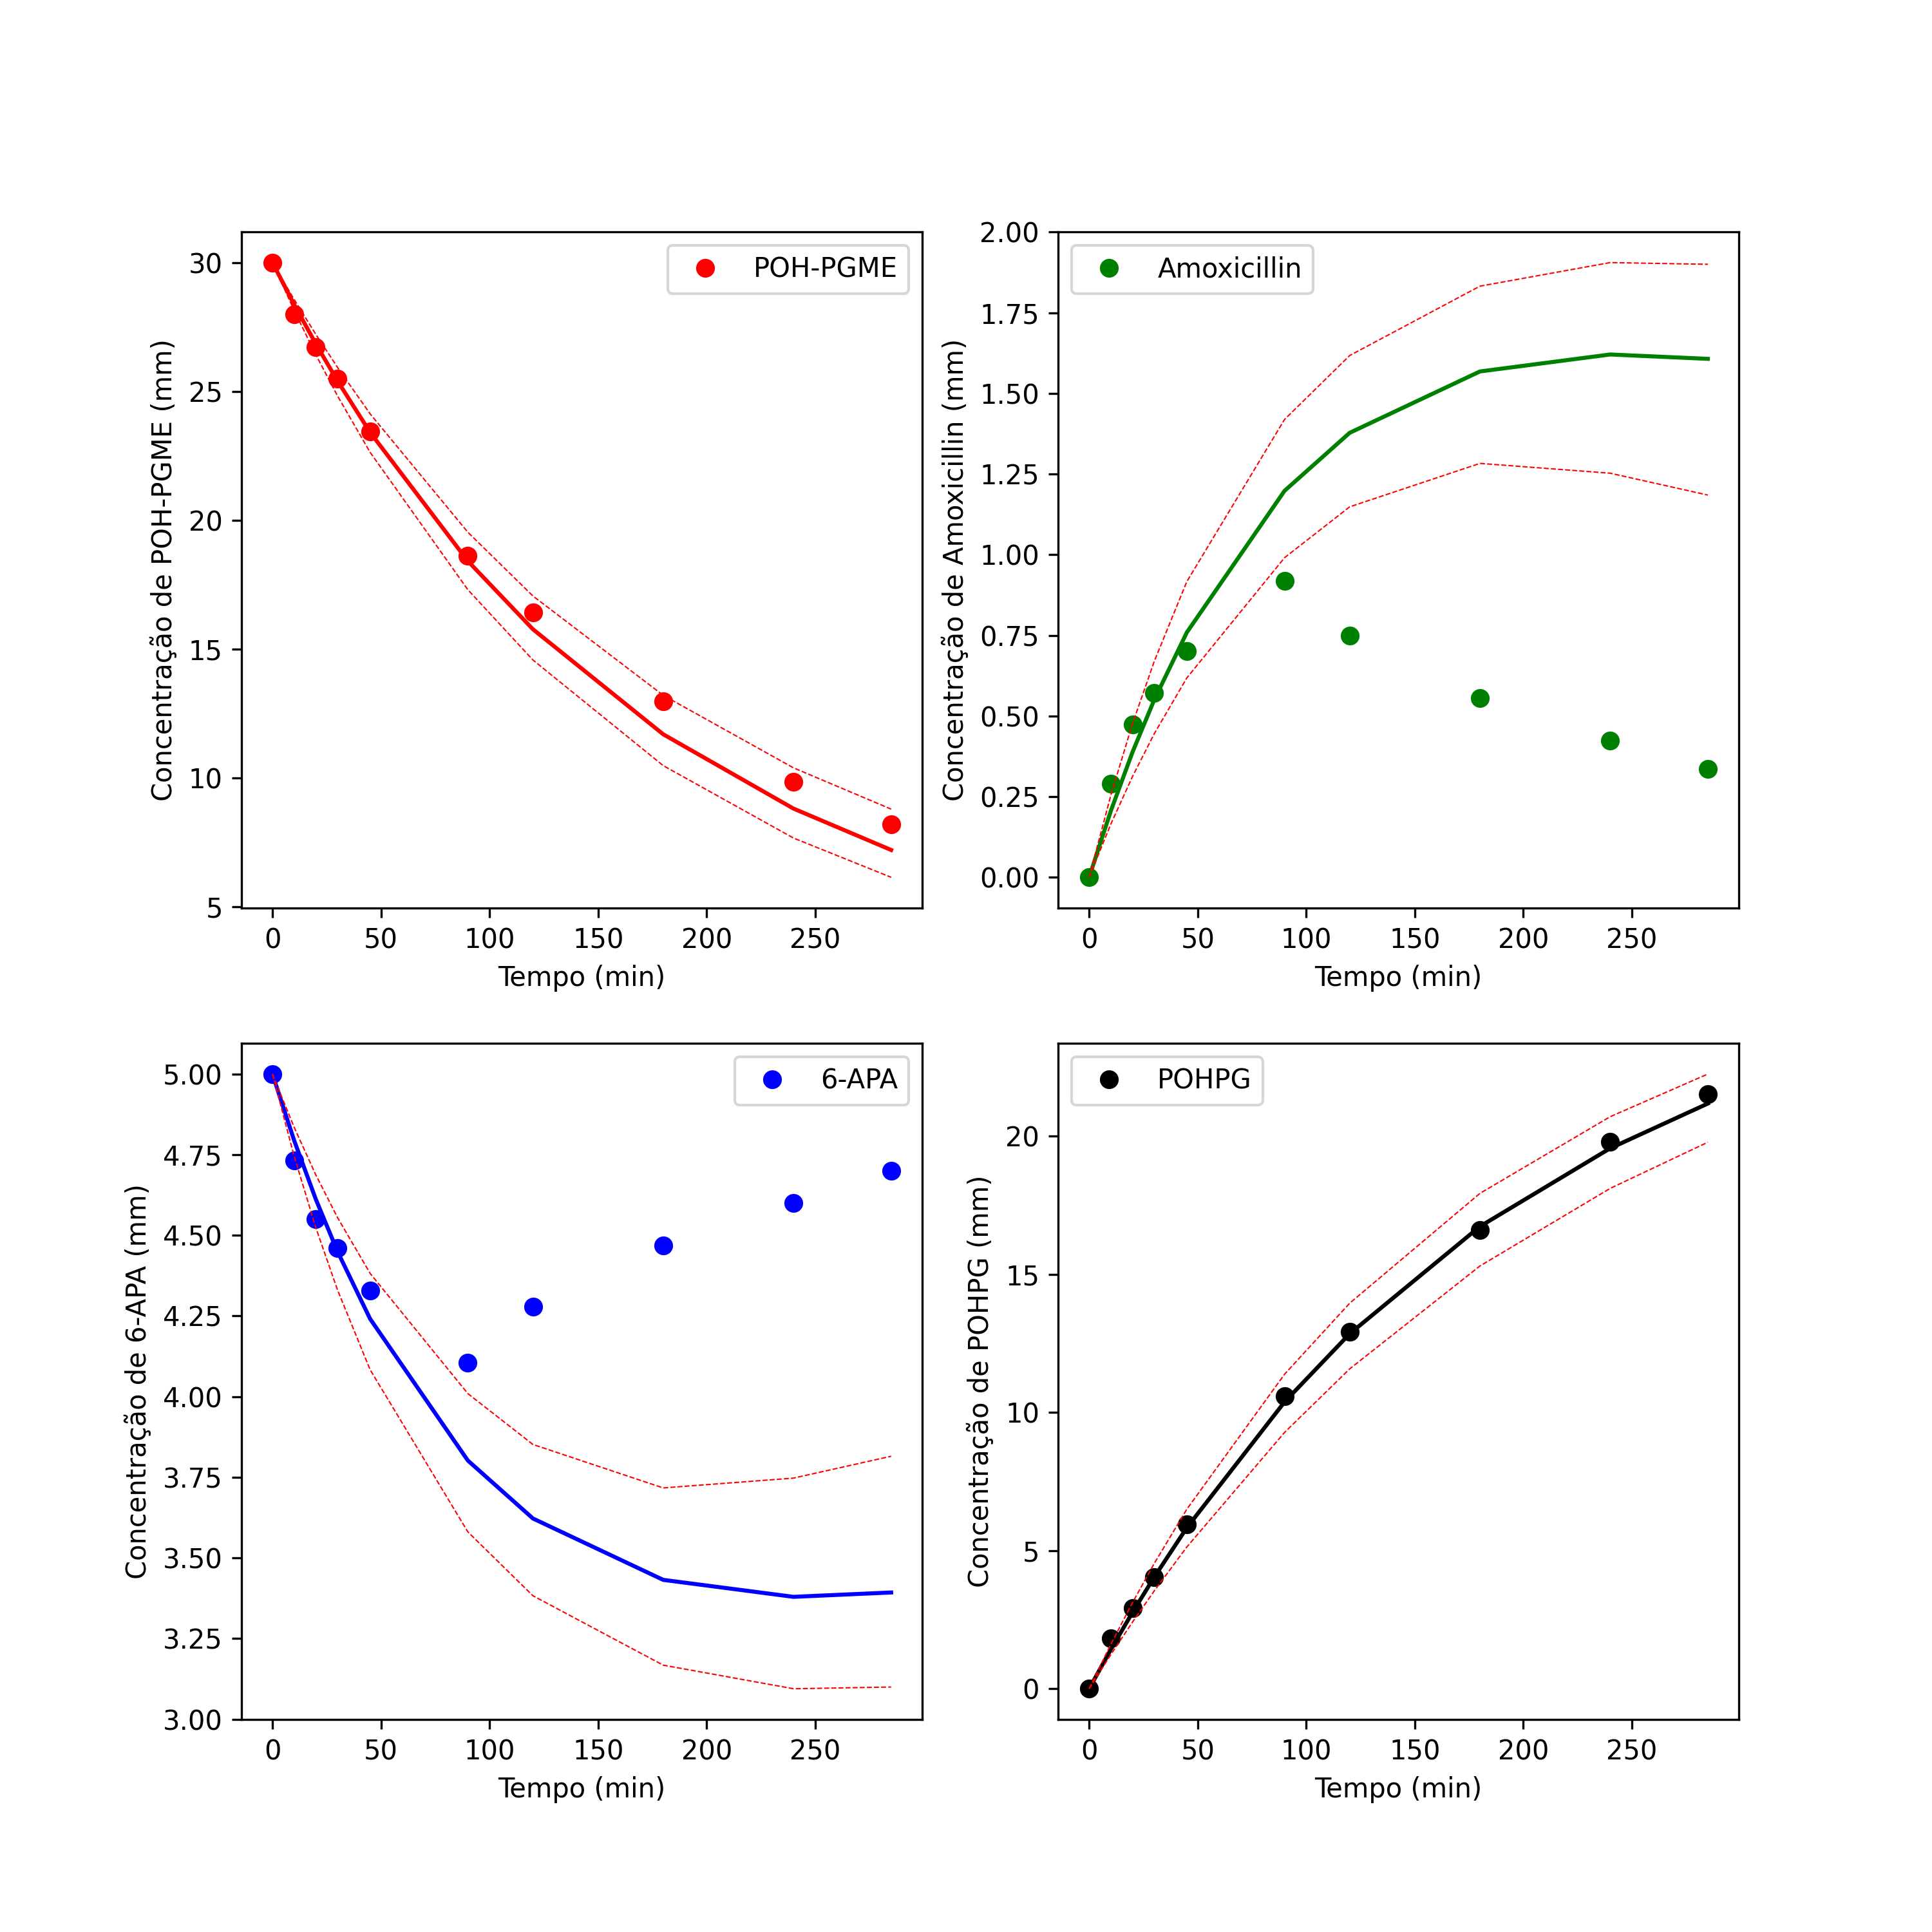 POH-PGME
Concentração de POH-PGME (mm)
30
25
20
15
10
5
0 50 100 150 200 250
Tempo (min)
Amoxicillin
Concentração de Amoxicillin (mm)
2.00
1.75
1.50
1.25
1.00
0.75
0.50
0.25
0.00
0 50 100 150 200 250
Tempo (min)
6-APA
Concentração de 6-APA (mm)
5.00
4.75
4.50
4.25
4.00
3.75
3.50
3.25
3.00
0 50 100 150 200 250
Tempo (min)
POHPG
Concentração de POHPG (mm)
20
15
10
5
0
0 50 100 150 200 250
Tempo (min)